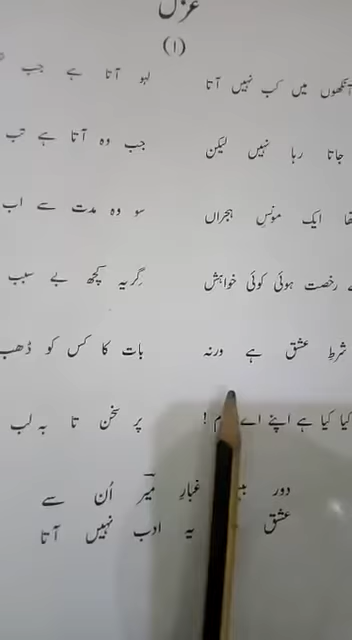 غزل
(۱)
آنکھوں میں کب نہیں آتا لہو آتا ہے جب
جاتا رہا نہیں لیکن جب وہ آتا ہے تب
ایک مونسِ ہجراں سو وہ مدت سے اب
رخصت ہوئی کوئی خواہش گریہ کچھ بے سبب
شرطِ عشق ہے ورنہ بات کا کس کو ڈھب
کیا کیا ہے اپنے اے ! پر سخن تا بہ لب
دور غبارِ میرؔ اُن سے
عشق یہ ادب نہیں آتا